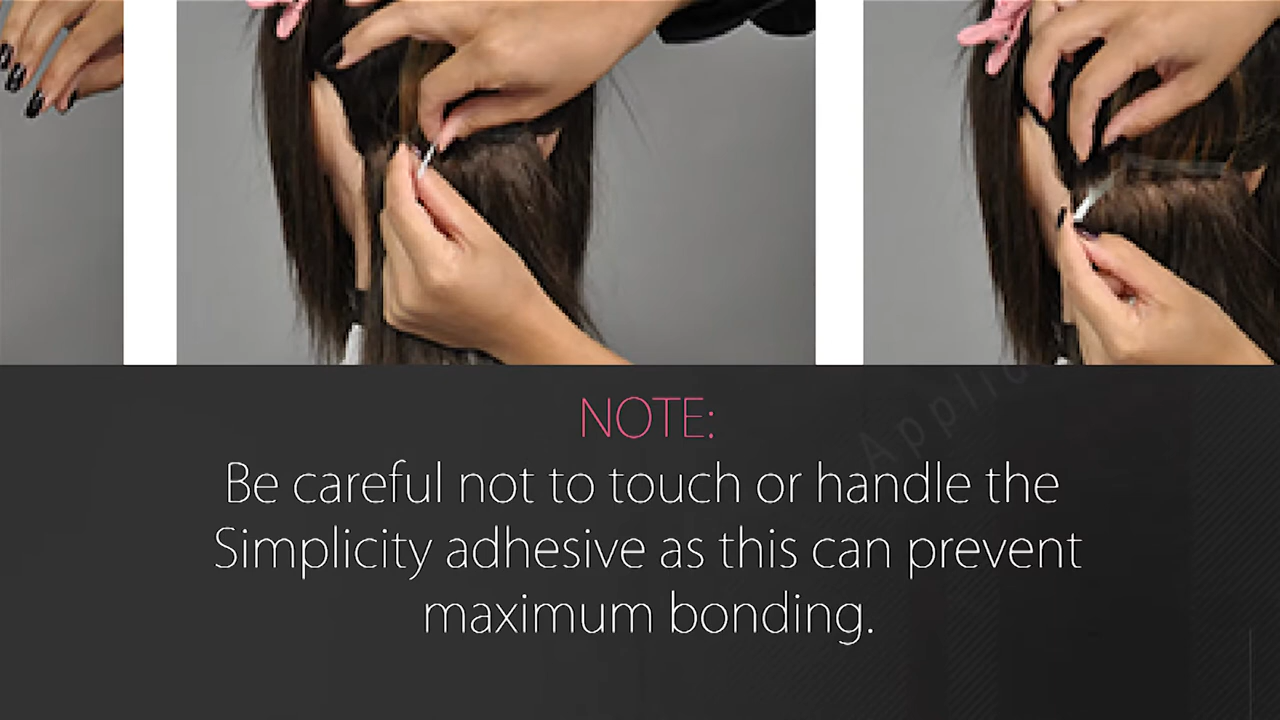 NOTE:
Be careful not to touch or handle the
Simplicity adhesive as this can prevent
maximum bonding.